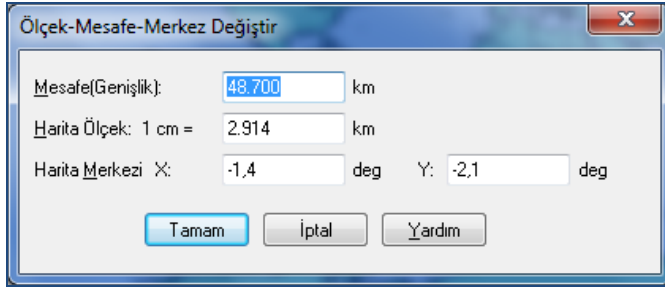 Ölçek-Mesafe-Merkez Değiştir
Mesafe(Genişlik): 48.700 km
Harita Ölçek: 1 cm = 2.914 km
Harita Merkezi X: -1,4 deg Y: -2,1 deg
Tamam İptal Yardım